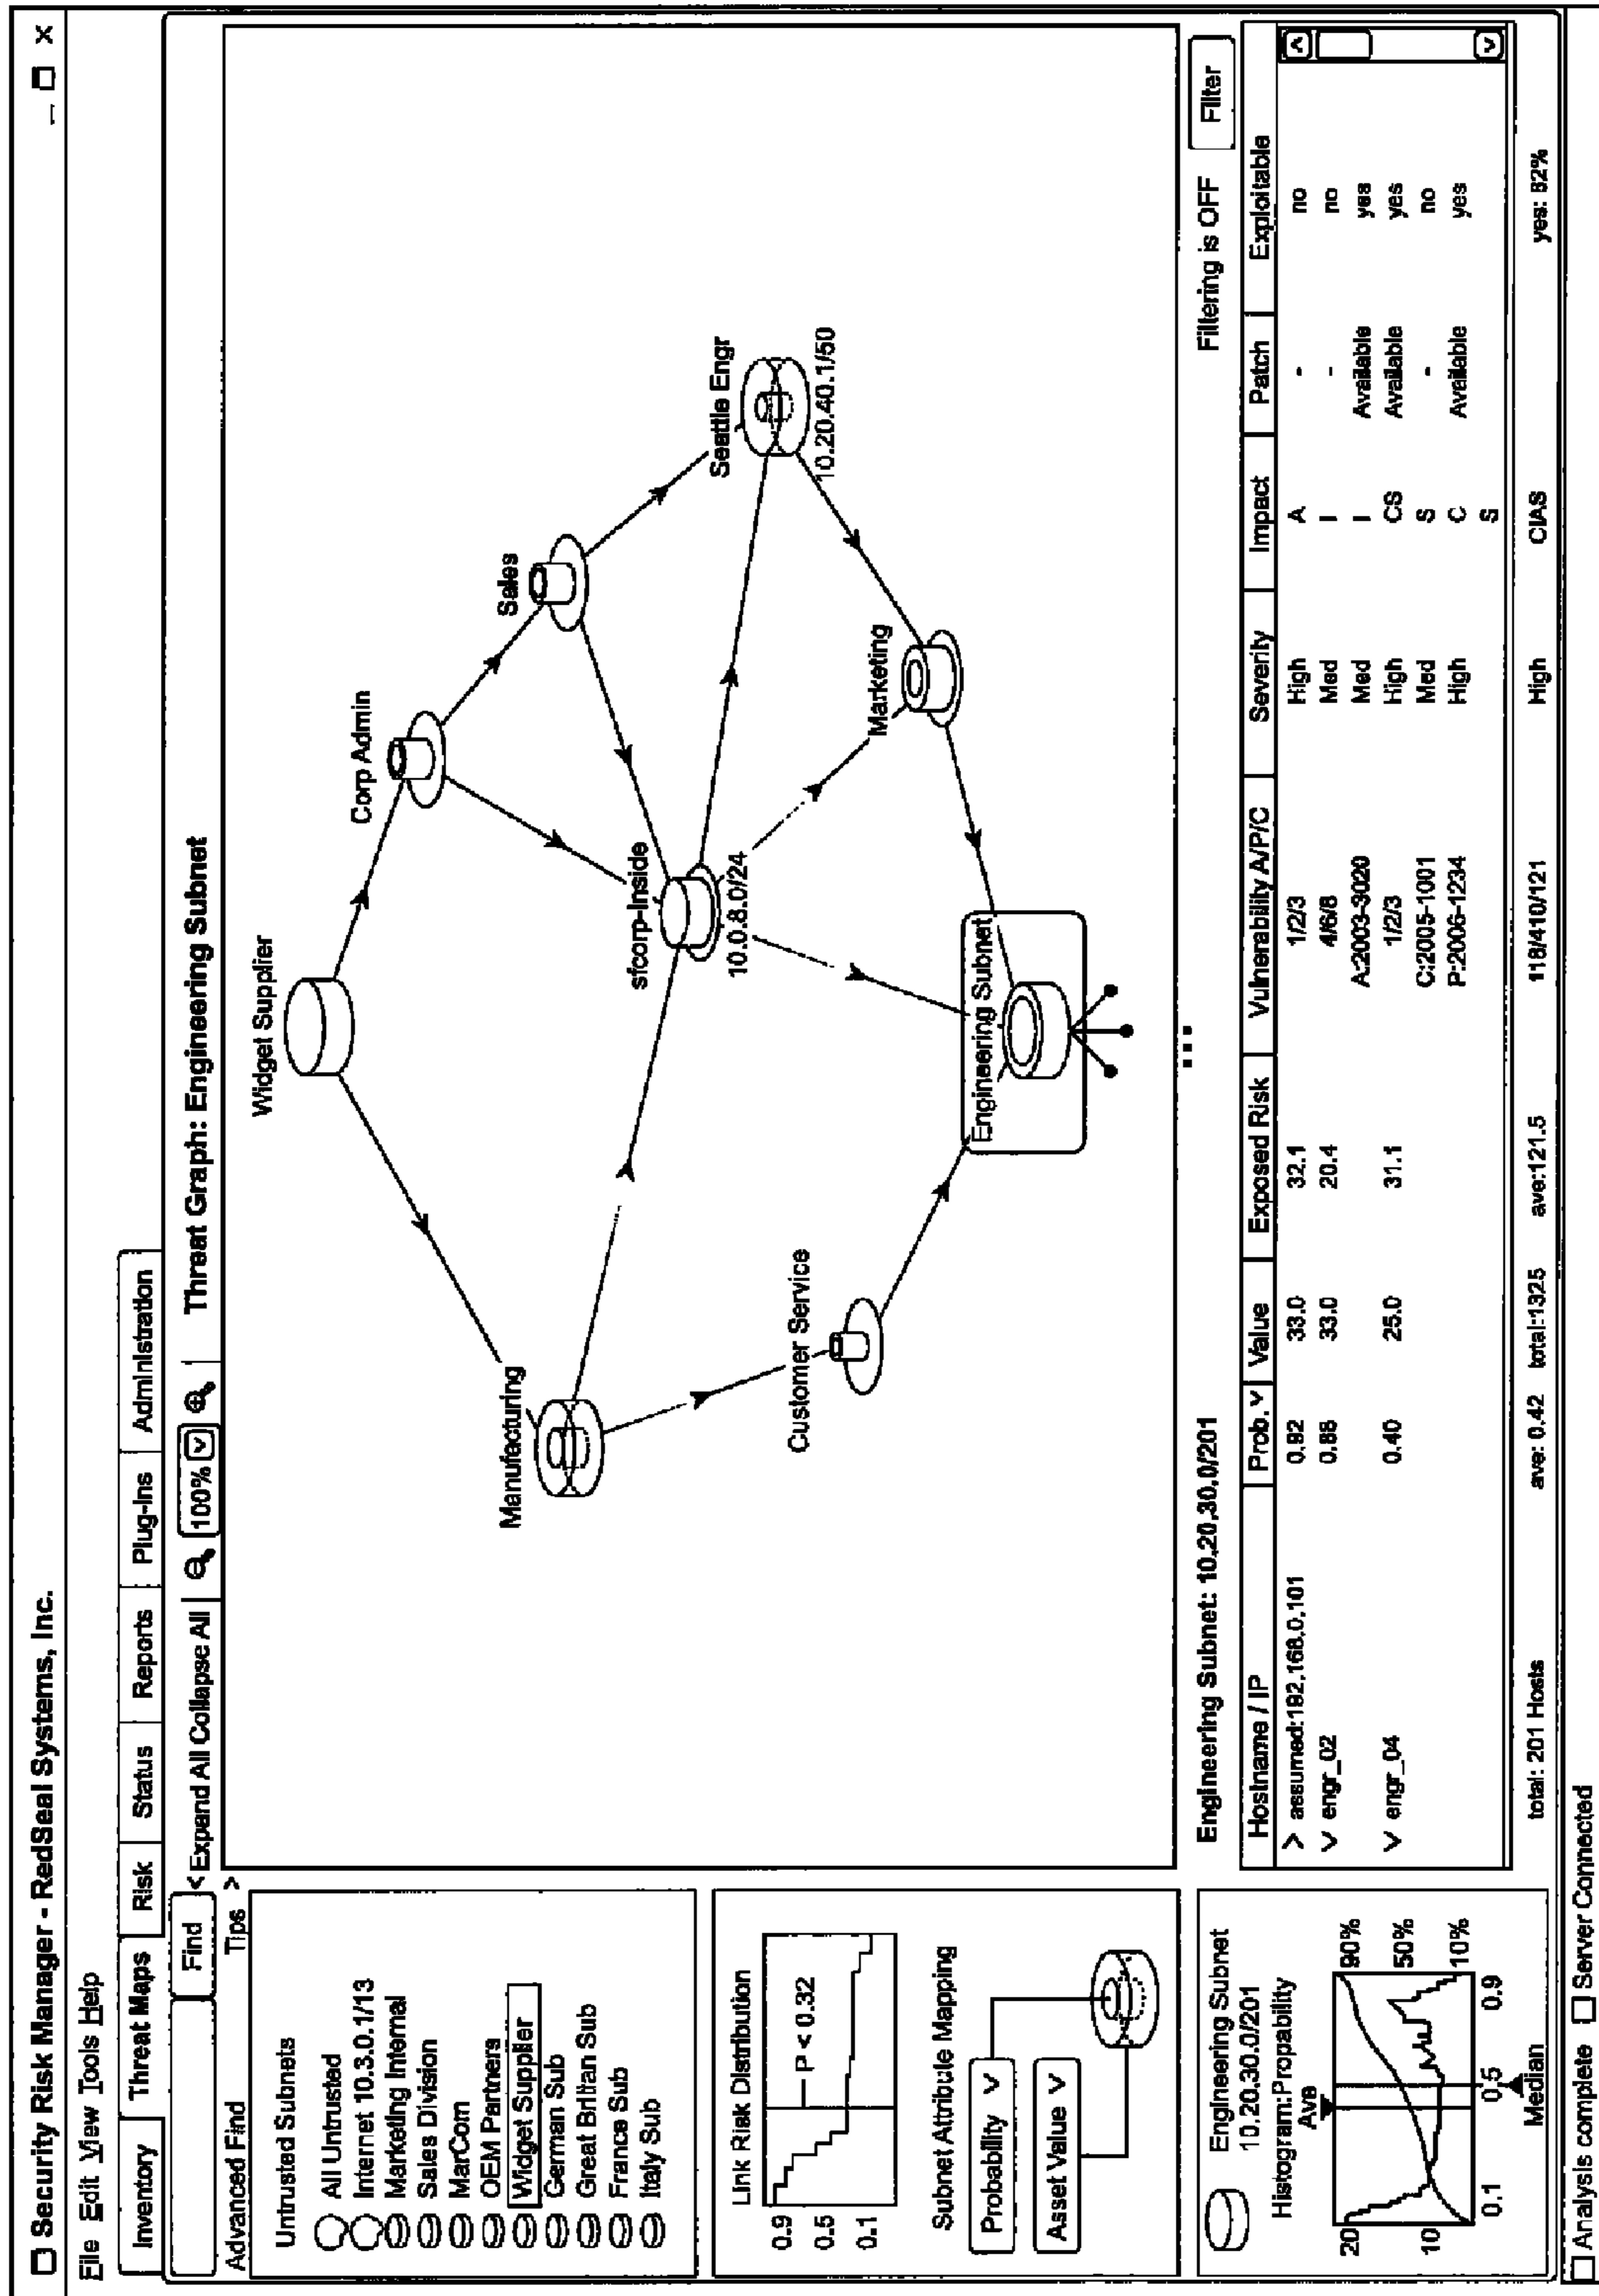 Security Risk Manager - RedSeal Systems, Inc.
File Edit View Tools Help
Inventory Threat Maps Risk Status Reports Plug-Ins Administration
Find < Expand All Collapse All 100% Threat Graph: Engineering Subnet
Advanced Find Tips >
Untrusted Subnets
All Untrusted
Internet 10.3.0.1/13
Marketing Internal
Sales Division
MarCom
OEM Partners
Widget Supplier
German Sub
Great Brittan Sub
France Sub
Italy Sub
Link Risk Distribution
0.9
0.5
0.1
P < 0.32
Subnet Attribute Mapping
Probability v
Asset Value v
Engineering Subnet
10.20.30.0/201
Histogram:Propability
Ave
20
10
90%
50%
10%
0.1 0.5 0.9
Median
Widget Supplier
Corp Admin
Sales
Manufacturing
sfcorp-Inside
10.0.8.0/24
Seattle Engr
10.20.40.1/50
Customer Service
Marketing
Engineering Subnet
...
Engineering Subnet: 10.20.30.0/201 Filtering is OFF Filter
Hostname / IP Prob. v Value Exposed Risk Vulnerability A/P/C Severity Impact Patch Exploitable
> assumed:192.168.0.101 0.92 33.0 32.1 1/2/3 High A - no
v engr_02 0.88 33.0 20.4 4/6/8 Med I - no
A:2003-3020 Med I Available yes
v engr_04 0.40 25.0 31.1 1/2/3 High CS Available yes
C:2005-1001 Med S - no
P:2006-1234 High C Available yes
S
total: 201 Hosts ave: 0.42 total:1325 ave:121.5 118/410/121 High CIAS yes: 82%
Analysis complete Server Connected